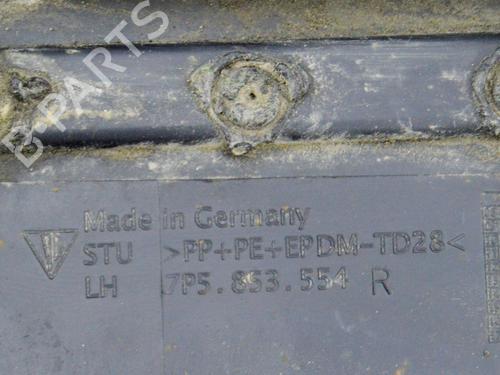 B-PARTS
Made in Germany
STU >PP+PE+EPDM-TD28<
LH 7P5.853.554 R